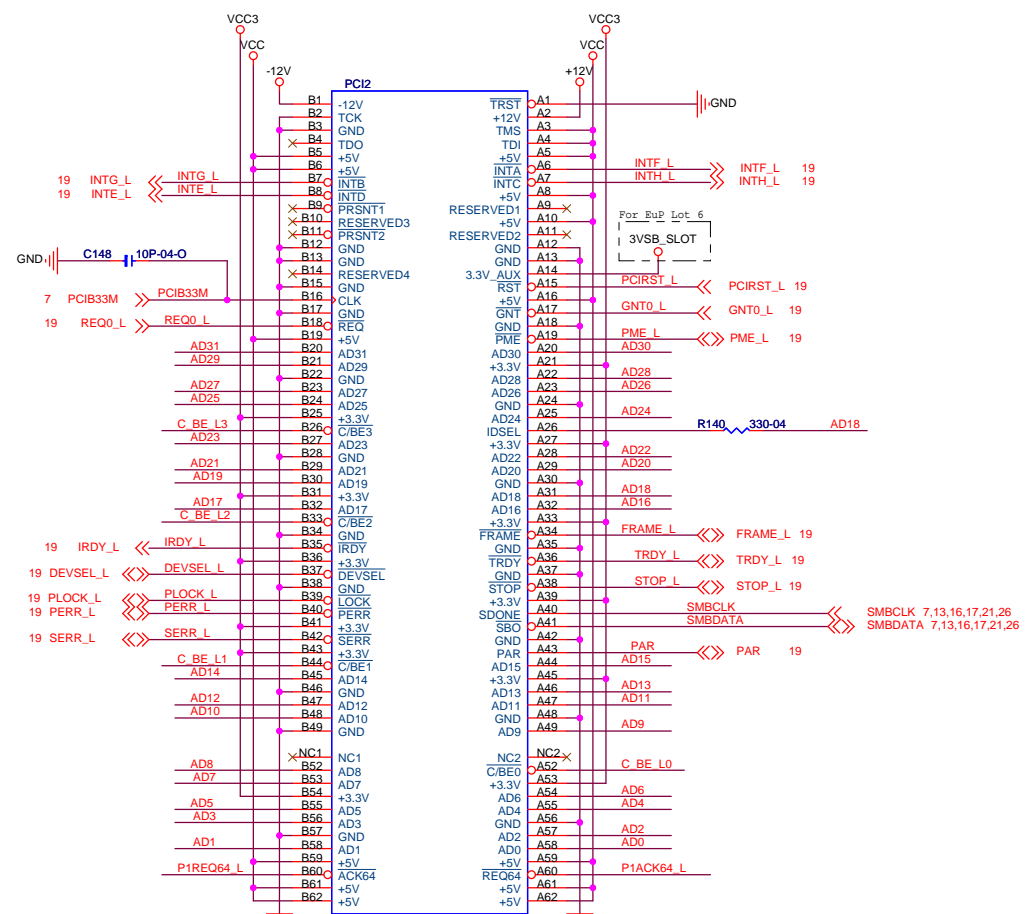 VCC3 VCC3
VCC VCC
-12V +12V
PCI2
B1 -12V TRST A1 GND
B2 TCK +12V A2
B3 GND TMS A3
B4 TDO TDI A4
B5 +5V +5V A5
B6 +5V INTA A6 INTF_L INTF_L 19
19 INTG_L INTG_L B7 INTB INTC A7 INTH_L INTH_L 19
19 INTE_L INTE_L B8 INTD +5V A8
B9 PRSNT1 RESERVED1 A9
B10 RESERVED3 +5V A10
B11 PRSNT2 RESERVED2 A11
For EuP Lot 6
3VSB_SLOT
B12 GND GND A12
GND C148 10P-04-O B13 GND GND A13
B14 RESERVED4 3.3V_AUX A14
B15 GND RST A15 PCIRST_L PCIRST_L 19
7 PCIB33M PCIB33M B16 CLK +5V A16
B17 GND GNT A17 GNT0_L GNT0_L 19
19 REQ0_L REQ0_L B18 REQ GND A18
B19 +5V PME A19 PME_L PME_L 19
AD31 B20 AD31 AD30 A20 AD30
AD29 B21 AD29 +3.3V A21
B22 GND AD28 A22 AD28
AD27 B23 AD27 AD26 A23 AD26
AD25 B24 AD25 GND A24
B25 +3.3V AD24 A25 AD24
C_BE_L3 B26 C/BE3 IDSEL A26 R140 330-04 AD18
AD23 B27 AD23 +3.3V A27
B28 GND AD22 A28 AD22
AD21 B29 AD21 AD20 A29 AD20
AD19 B30 AD19 GND A30
B31 +3.3V AD18 A31 AD18
AD17 B32 AD17 AD16 A32 AD16
C_BE_L2 B33 C/BE2 +3.3V A33
B34 GND FRAME A34 FRAME_L FRAME_L 19
19 IRDY_L IRDY_L B35 IRDY GND A35
B36 +3.3V TRDY A36 TRDY_L TRDY_L 19
19 DEVSEL_L DEVSEL_L B37 DEVSEL GND A37
B38 GND STOP A38 STOP_L STOP_L 19
19 PLOCK_L PLOCK_L B39 LOCK +3.3V A39
19 PERR_L PERR_L B40 PERR SDONE A40 SMBCLK SMBCLK 7,13,16,17,21,26
B41 +3.3V SBO A41 SMBDATA SMBDATA 7,13,16,17,21,26
19 SERR_L SERR_L B42 SERR GND A42
B43 +3.3V PAR A43 PAR PAR 19
C_BE_L1 B44 C/BE1 AD15 A44 AD15
AD14 B45 AD14 +3.3V A45
B46 GND AD13 A46 AD13
AD12 B47 AD12 AD11 A47 AD11
AD10 B48 AD10 GND A48
B49 GND AD9 A49 AD9
NC1 NC1 NC2 NC2
AD8 B52 AD8 C/BE0 A52 C_BE_L0
AD7 B53 AD7 +3.3V A53
B54 +3.3V AD6 A54 AD6
AD5 B55 AD5 AD4 A55 AD4
AD3 B56 AD3 GND A56
B57 GND AD2 A57 AD2
AD1 B58 AD1 AD0 A58 AD0
B59 +5V +5V A59
P1REQ64_L B60 ACK64 REQ64 A60 P1ACK64_L
B61 +5V +5V A61
B62 +5V +5V A62